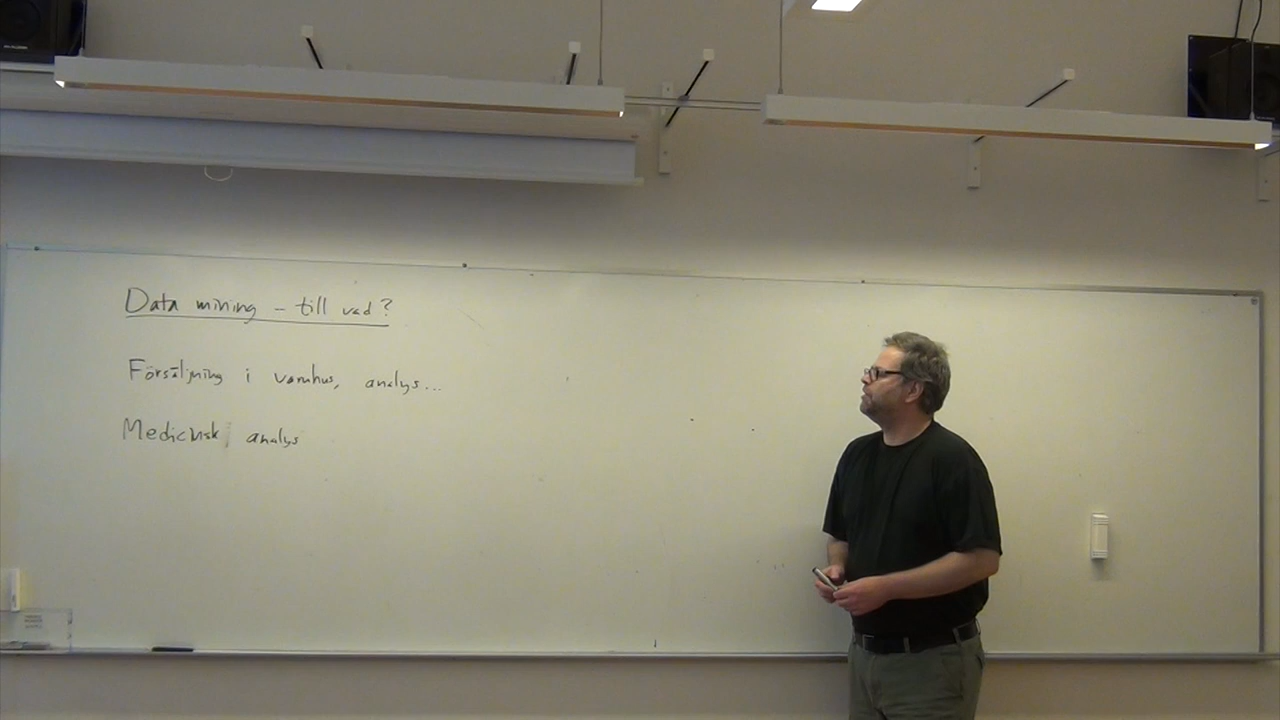 Data mining – till vad?
Försäljning i varuhus, analys...
Medicinsk analys